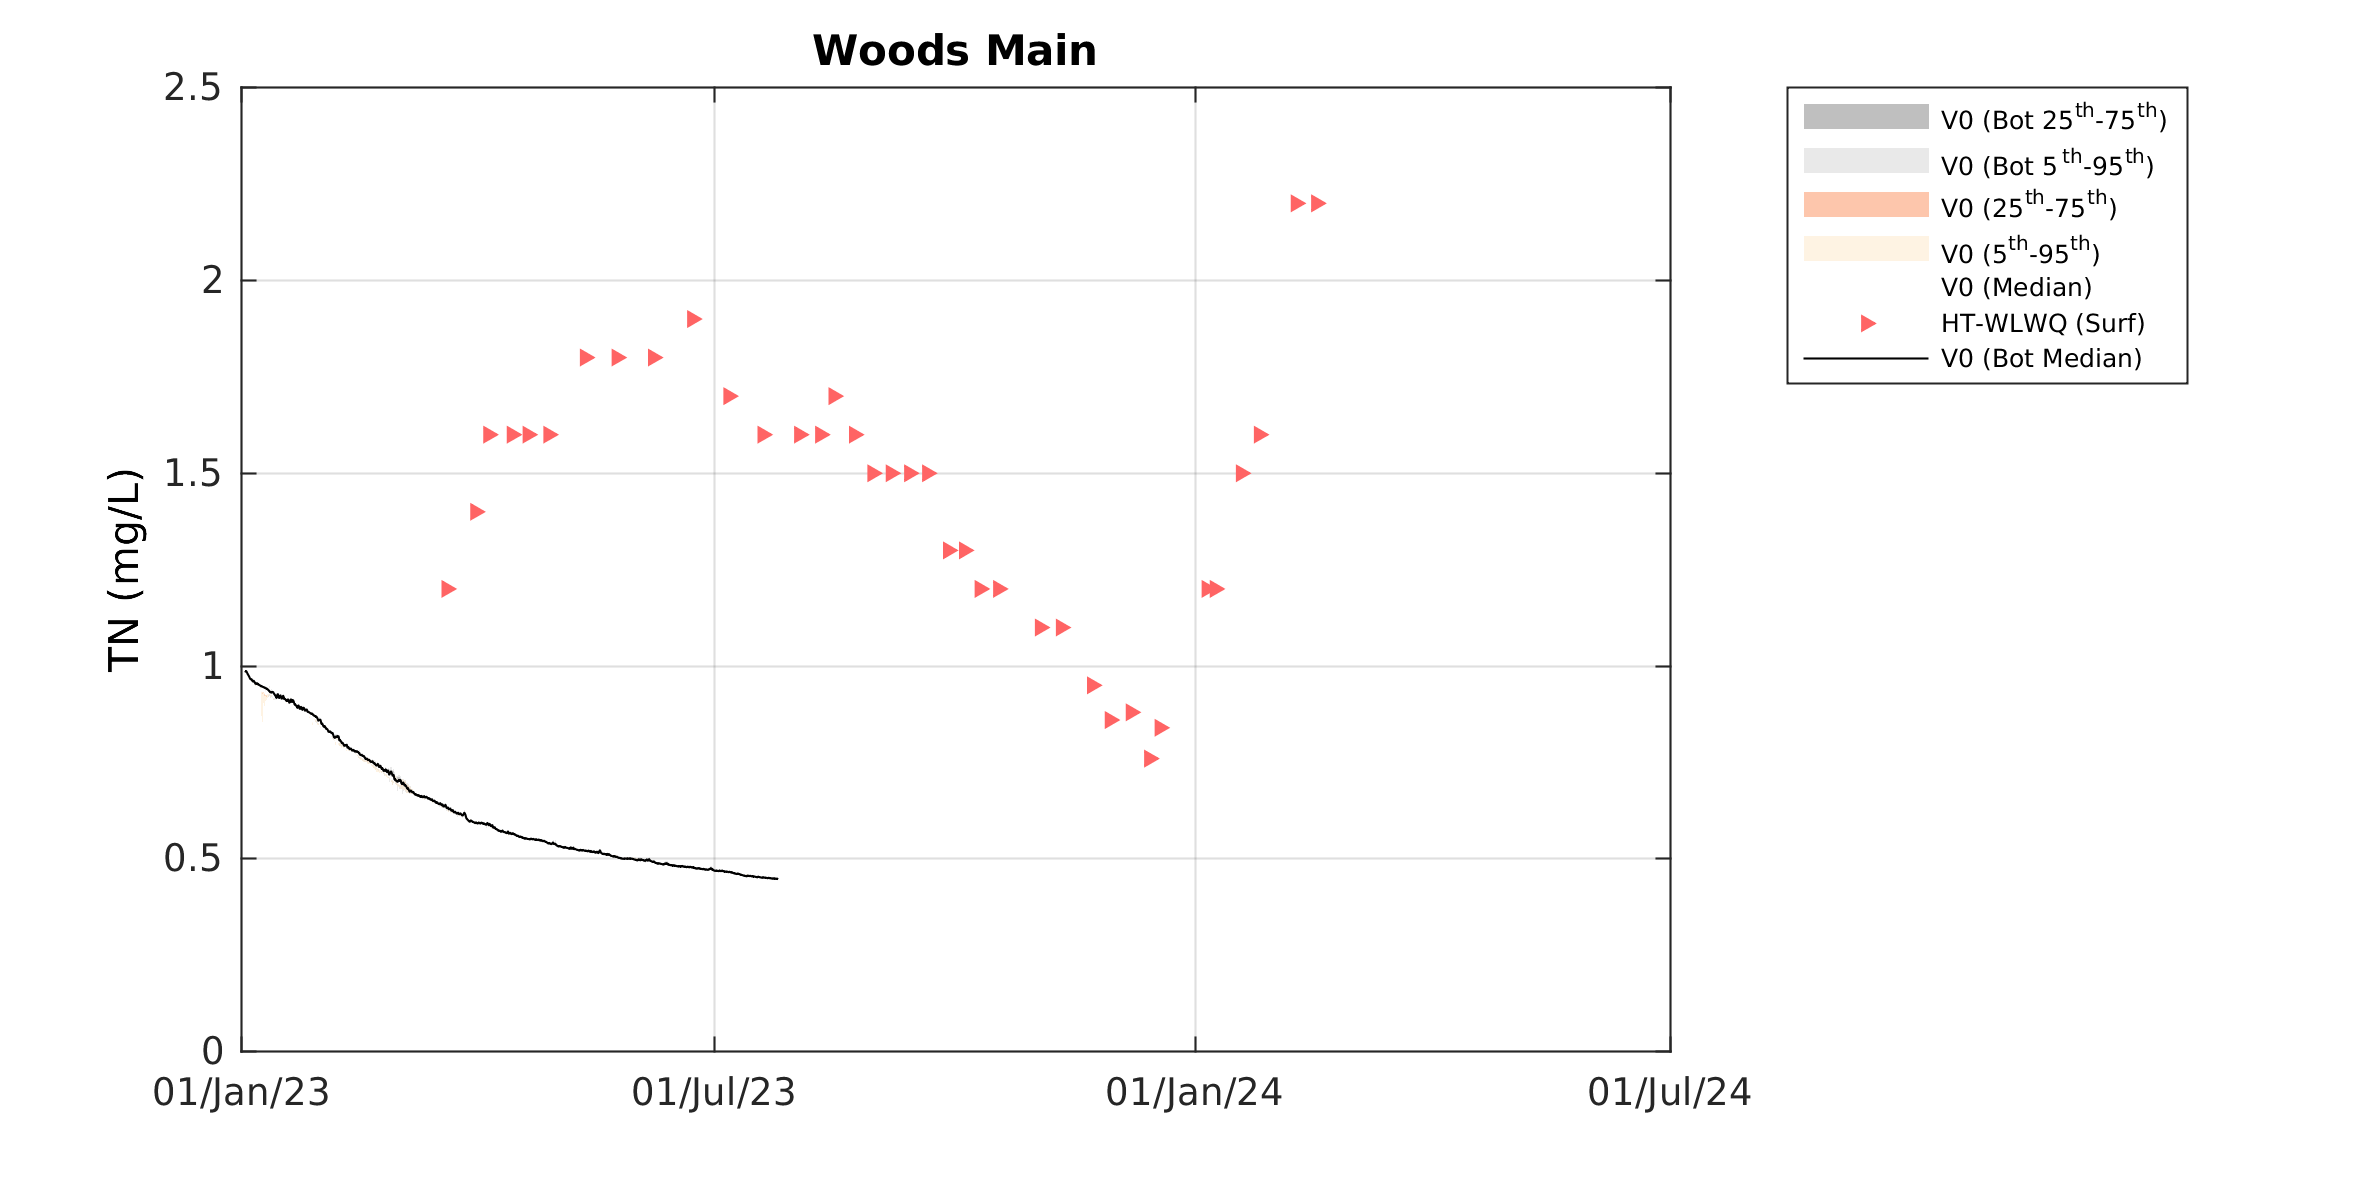 Woods Main
TN (mg/L)
2.5
2
1.5
1
0.5
0
01/Jan/23
01/Jul/23
01/Jan/24
01/Jul/24
V0 (Bot 25th-75th)
V0 (Bot 5th-95th)
V0 (25th-75th)
V0 (5th-95th)
V0 (Median)
HT-WLWQ (Surf)
V0 (Bot Median)